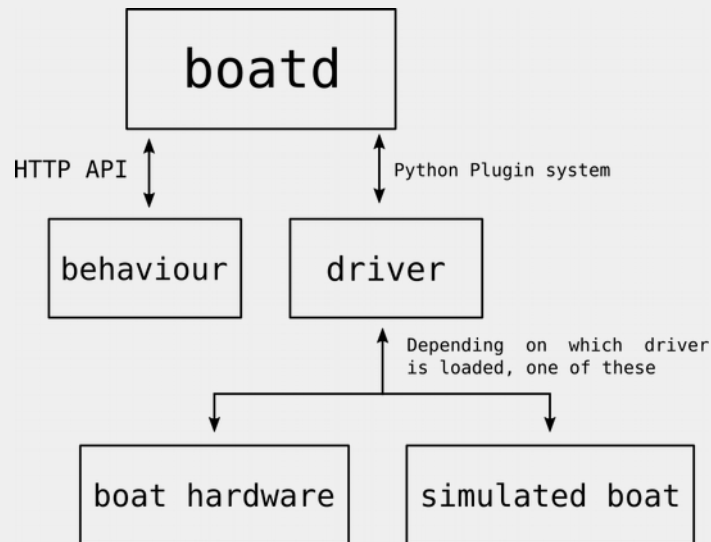 boatd
HTTP API
Python Plugin system
behaviour
driver
Depending on which driver
is loaded, one of these
boat hardware
simulated boat